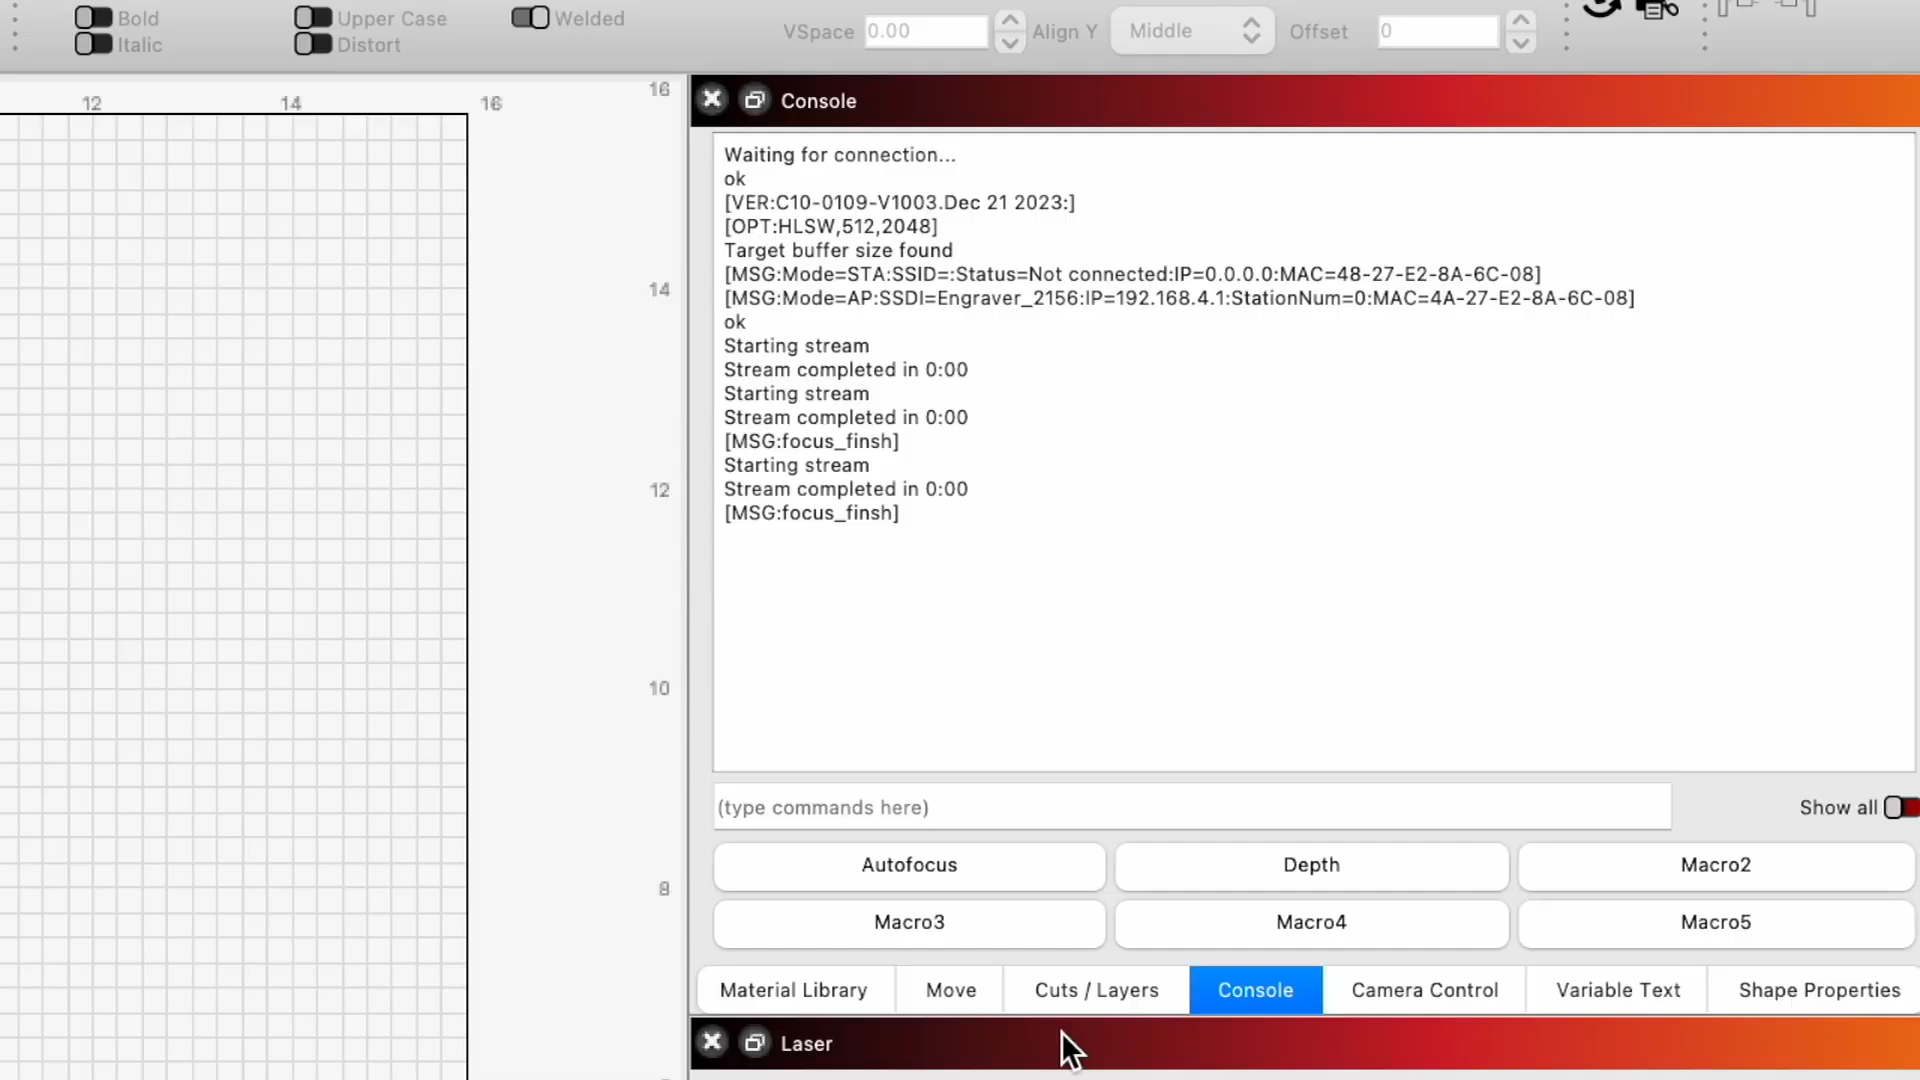 Bold
Upper Case
Welded
Italic
Distort
VSpace 0.00 Align Y Middle Offset 0
12 14 16
16
14
12
10
8
Console
Waiting for connection...
ok
[VER:C10-0109-V1003.Dec 21 2023:]
[OPT:HLSW,512,2048]
Target buffer size found
[MSG:Mode=STA:SSID=:Status=Not connected:IP=0.0.0.0:MAC=48-27-E2-8A-6C-08]
[MSG:Mode=AP:SSDI=Engraver_2156:IP=192.168.4.1:StationNum=0:MAC=4A-27-E2-8A-6C-08]
ok
Starting stream
Stream completed in 0:00
Starting stream
Stream completed in 0:00
[MSG:focus_finsh]
Starting stream
Stream completed in 0:00
[MSG:focus_finsh]
(type commands here)
Show all
Autofocus Depth Macro2
Macro3 Macro4 Macro5
Material Library Move Cuts / Layers Console Camera Control Variable Text Shape Properties
Laser